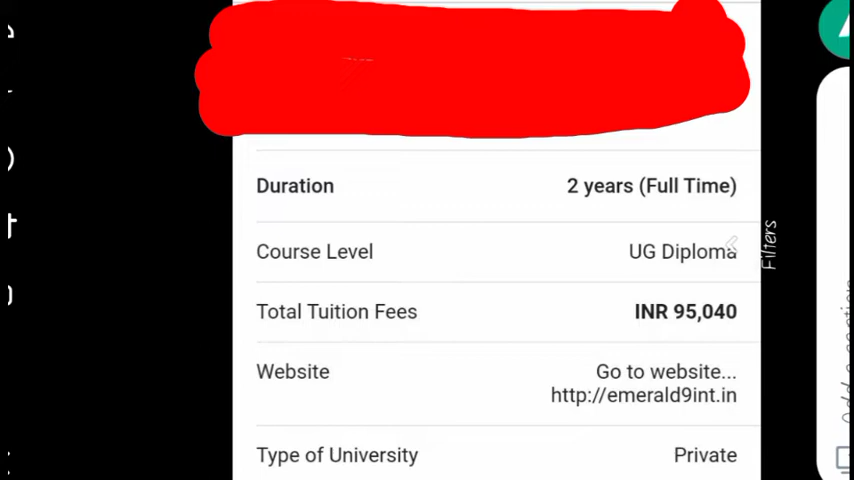 Duration 2 years (Full Time)
Course Level UG Diploma
Total Tuition Fees INR 95,040
Website Go to website...
http://emerald9int.in
Type of University Private
Filters